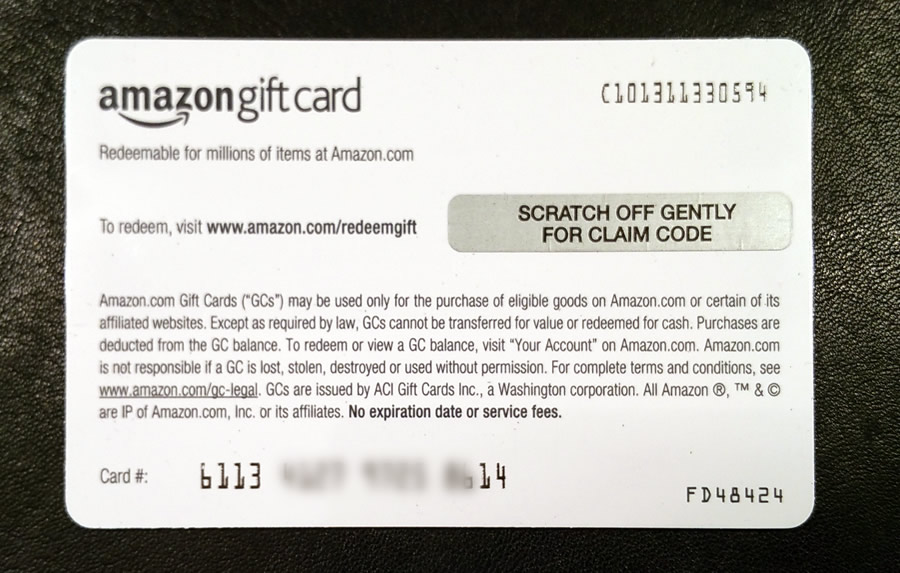 amazon gift card
C101311330594
Redeemable for millions of items at Amazon.com
To redeem, visit www.amazon.com/redeemgift
SCRATCH OFF GENTLY
FOR CLAIM CODE
Amazon.com Gift Cards (“GCs”) may be used only for the purchase of eligible goods on Amazon.com or certain of its
affiliated websites. Except as required by law, GCs cannot be transferred for value or redeemed for cash. Purchases are
deducted from the GC balance. To redeem or view a GC balance, visit “Your Account” on Amazon.com. Amazon.com
is not responsible if a GC is lost, stolen, destroyed or used without permission. For complete terms and conditions, see
www.amazon.com/gc-legal. GCs are issued by ACI Gift Cards Inc., a Washington corporation. All Amazon ®, ™ & ©
are IP of Amazon.com, Inc. or its affiliates. No expiration date or service fees.
Card #: 6113 14
FD48424